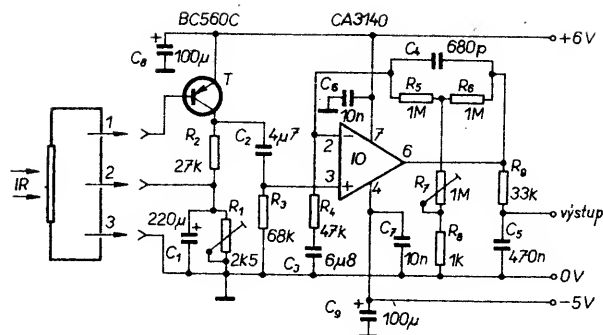 BC560C
CA3140
+6V
C8
100μ
T
C4
680p
R5
1M
R6
1M
C6
10n
1
2
3
IR
R2
27k
C2
4μ7
2
3
7
6
4
IO
R7
1M
R9
33k
výstup
220μ
C1
R1
2k5
R3
68k
R4
47k
C3
6μ8
C7
10n
R8
1k
C5
470n
0V
-5V
C9
100μ